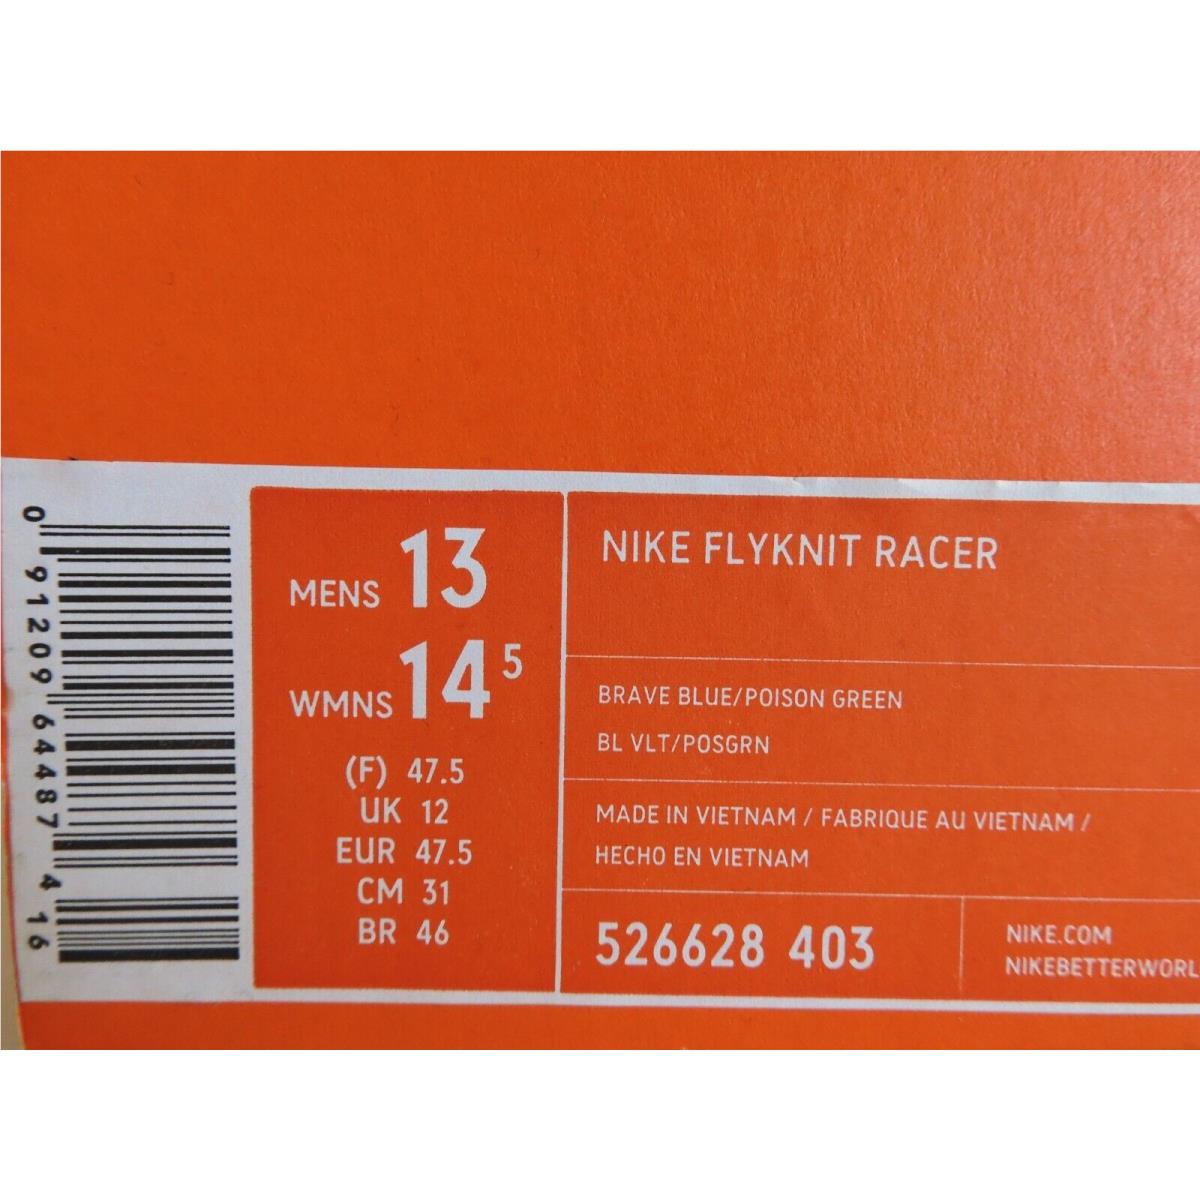 0 91209 64487 4 16
MENS 13
WMNS 14 5
(F) 47.5
UK 12
EUR 47.5
CM 31
BR 46
NIKE FLYKNIT RACER
BRAVE BLUE/POISON GREEN
BL VLT/POSGRN
MADE IN VIETNAM / FABRIQUE AU VIETNAM /
HECHO EN VIETNAM
526628 403
NIKE.COM
NIKEBETTERWORL